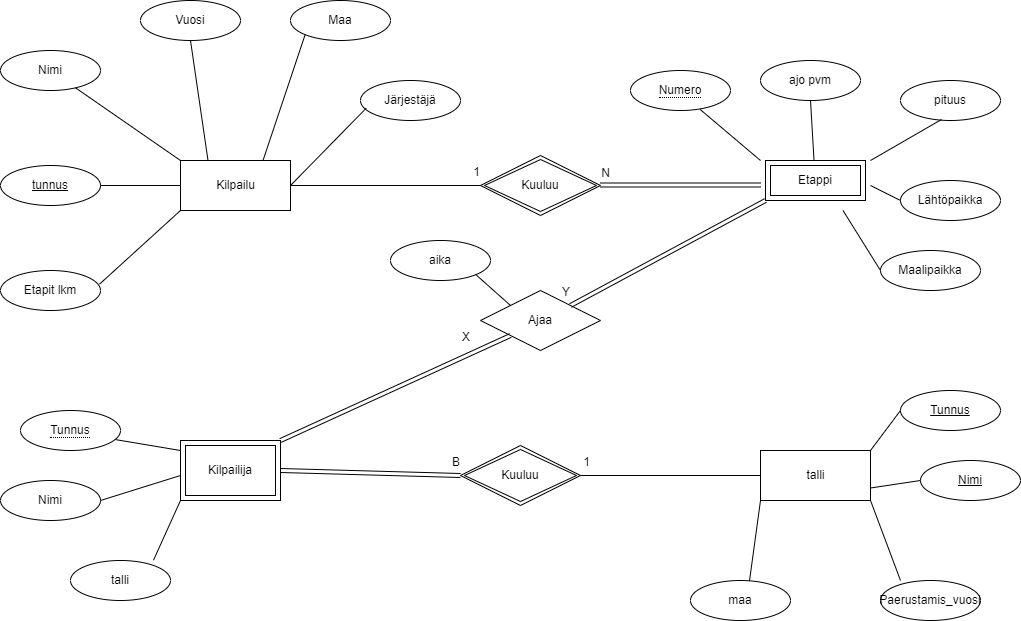 Vuosi
Maa
Nimi
Järjestäjä
Numero
ajo pvm
pituus
tunnus
Kilpailu
1
Kuuluu
N
Etappi
Lähtöpaikka
aika
Maalipaikka
Etapit lkm
Y
Ajaa
X
Tunnus
Tunnus
Kilpailija
B
Kuuluu
1
talli
Nimi
Nimi
talli
maa
Paerustamis_vuosi